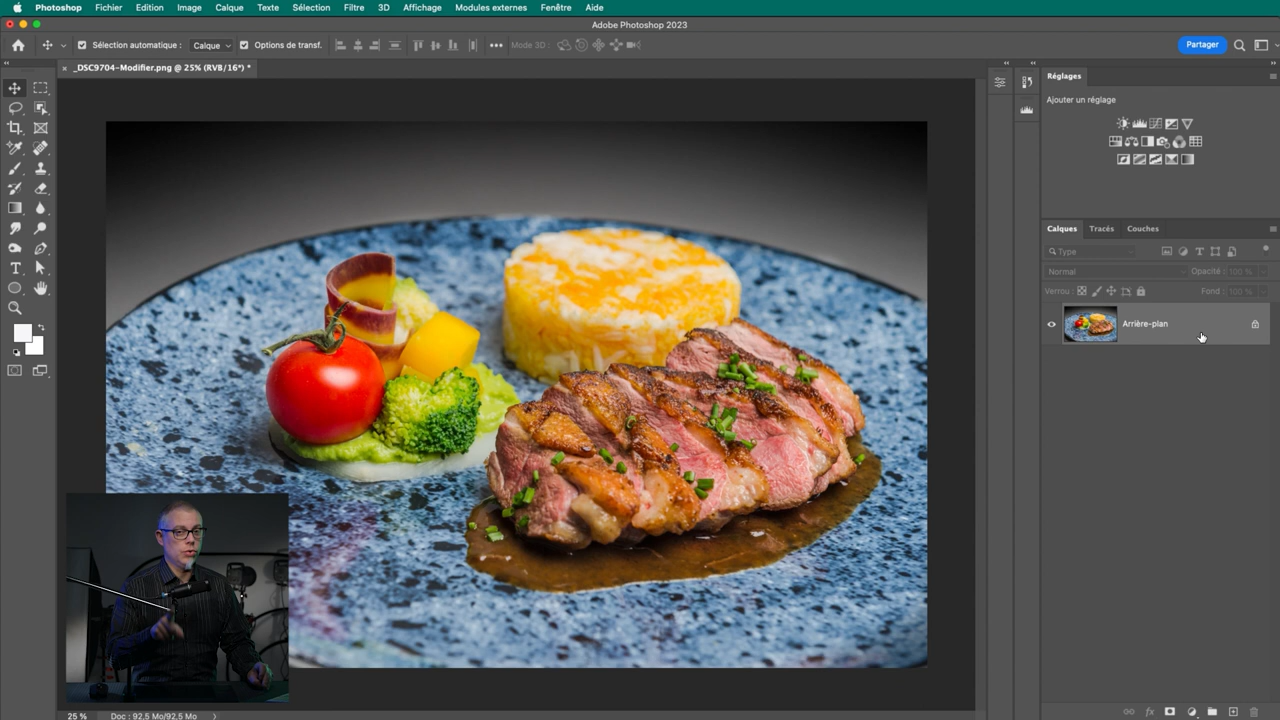 Photoshop Fichier Edition Image Calque Texte Sélection Filtre 3D Affichage Modules externes Fenêtre Aide
Adobe Photoshop 2023
Sélection automatique : Calque Options de transf. Mode 3D : Partager
_DSC9704-Modifier.png @ 25% (RVB/16*) *
Réglages
Ajouter un réglage
Calques Tracés Couches
Type
Normal Opacité : 100 %
Verrou : Fond : 100 %
Arrière-plan
25 % Doc : 92,5 Mo/92,5 Mo